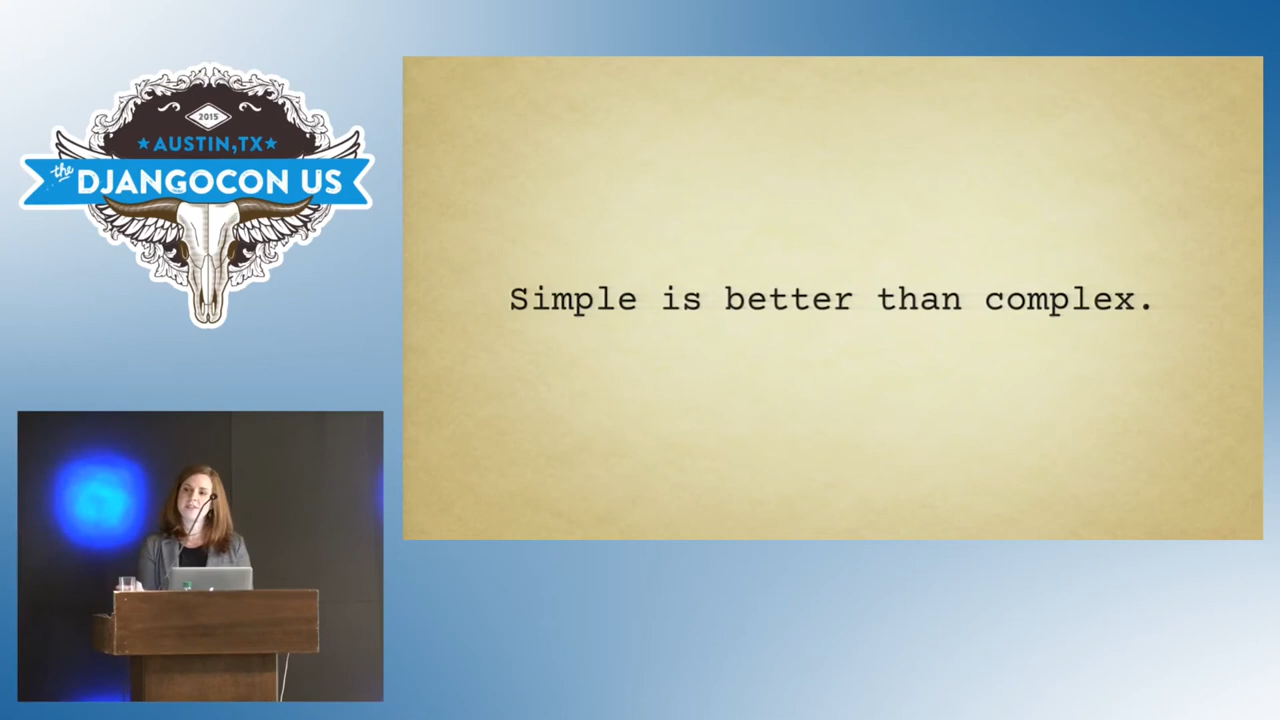 2015
AUSTIN,TX
the
DJANGOCON US
Simple is better than complex.